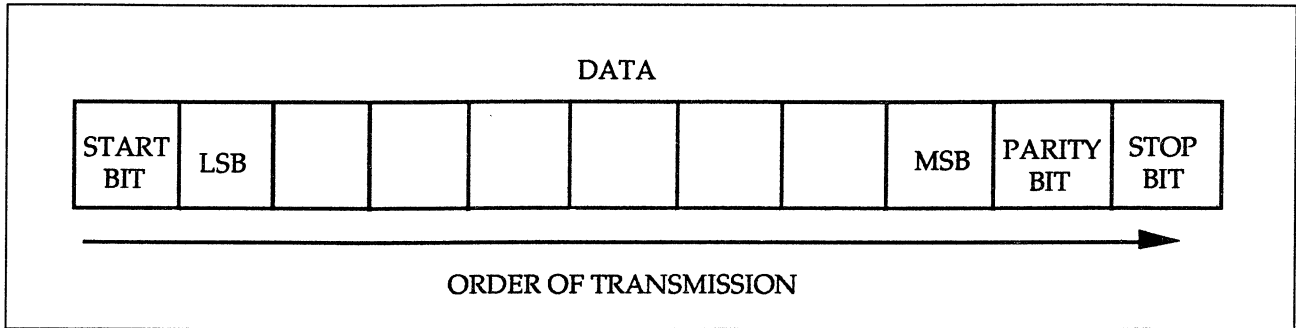 DATA
START BIT
LSB
MSB
PARITY BIT
STOP BIT
ORDER OF TRANSMISSION